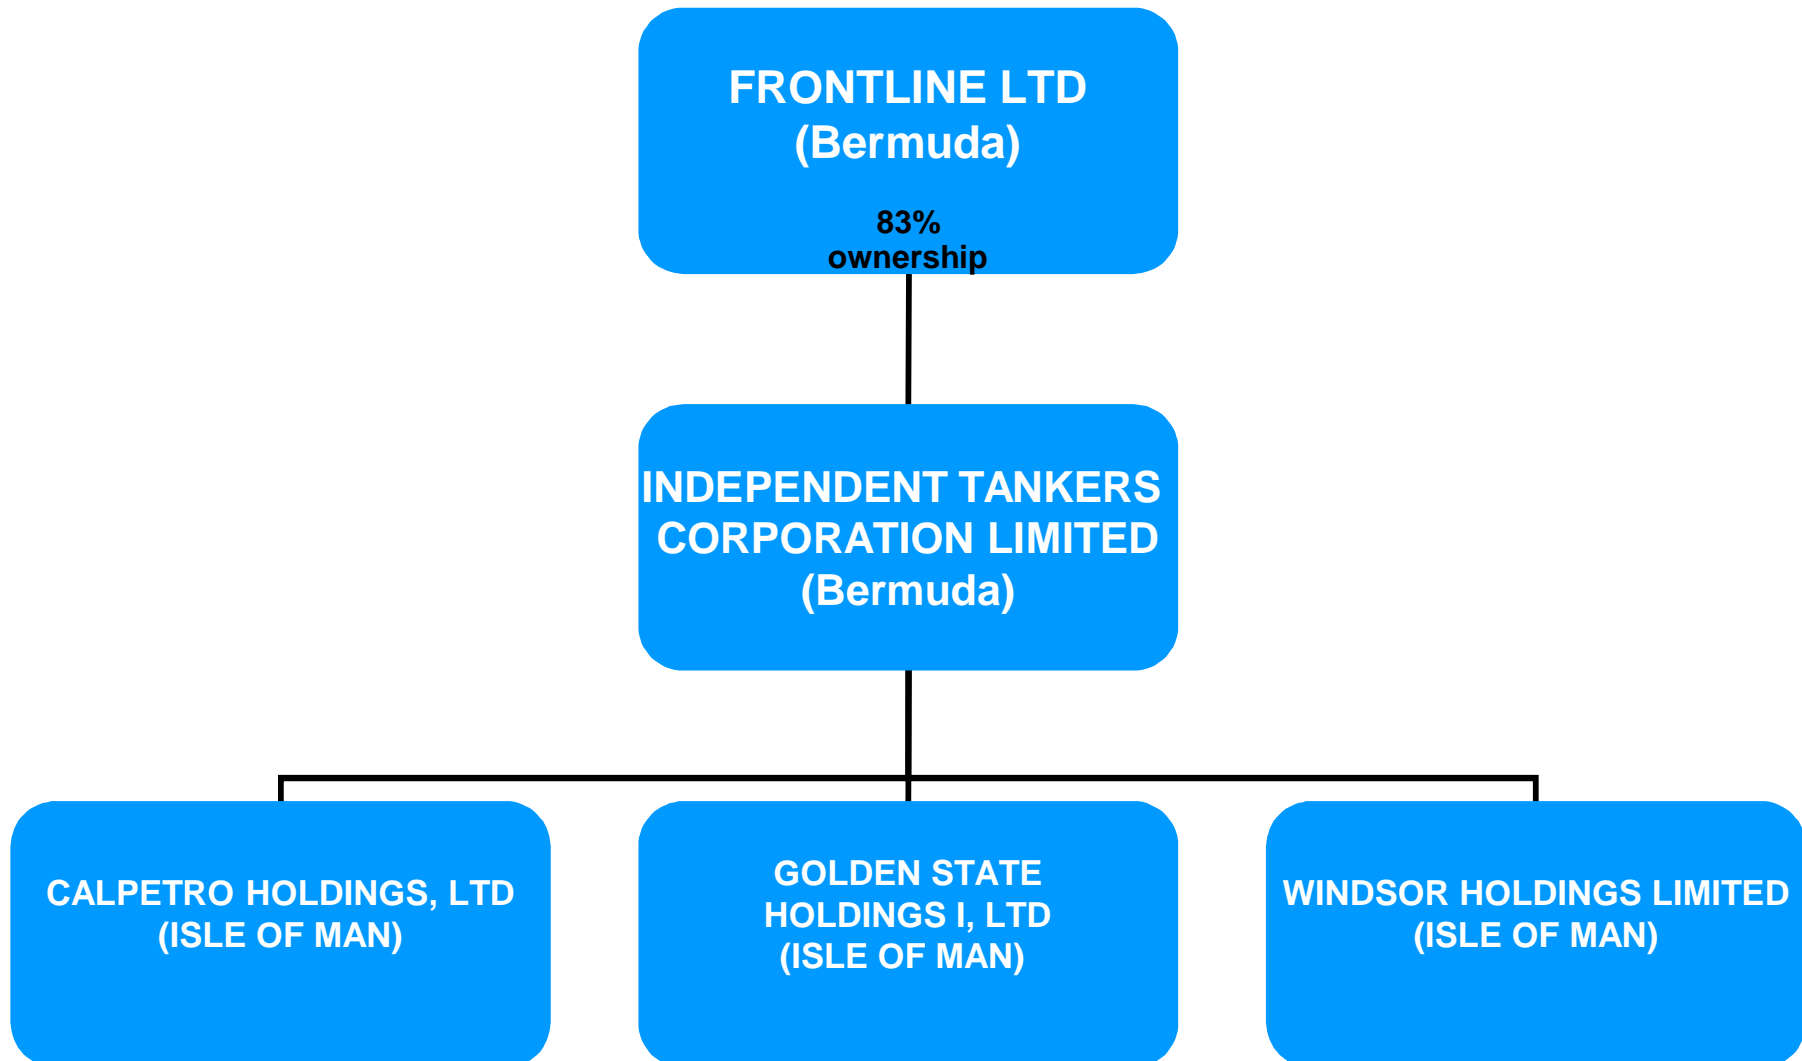 FRONTLINE LTD
(Bermuda)
83%
ownership
INDEPENDENT TANKERS
CORPORATION LIMITED
(Bermuda)
CALPETRO HOLDINGS, LTD
(ISLE OF MAN)
GOLDEN STATE
HOLDINGS I, LTD
(ISLE OF MAN)
WINDSOR HOLDINGS LIMITED
(ISLE OF MAN)